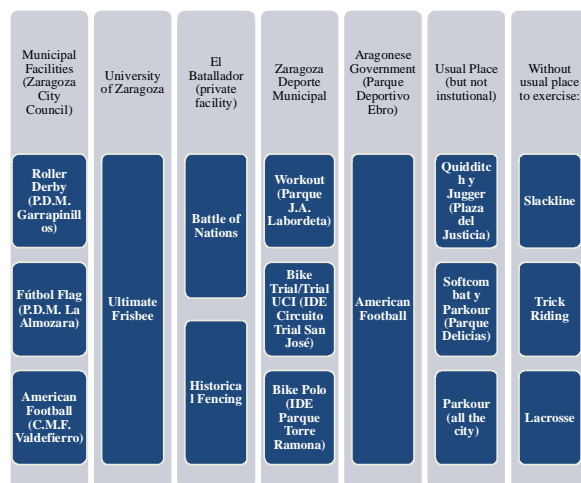 Municipal
Facilities
(Zaragoza
City
Council)
Roller
Derby
(P.D.M.
Garrapinill
os)
Fútbol Flag
(P.D.M. La
Almozara)
American
Football
(C.M.F.
Valdefierro)
University
of Zaragoza
Ultimate
Frisbee
El
Batallador
(private
facility)
Battle of
Nations
Historica
l Fencing
Zaragoza
Deporte
Municipal
Workout
(Parque
J.A.
Labordeta)
Bike
Trial/Trial
UCI (IDE
Circuito
Trial San
José)
Bike Polo
(IDE
Parque
Torre
Ramona)
Aragonese
Government
(Parque
Deportivo
Ebro)
American
Football
Usual Place
(but not
instutional)
Quidditc
h y
Jugger
(Plaza
del
Justicia)
Softcom
bat y
Parkour
(Parque
Delicias)
Parkour
(all the
city)
Without
usual place
to exercise:
Slackline
Trick
Riding
Lacrosse